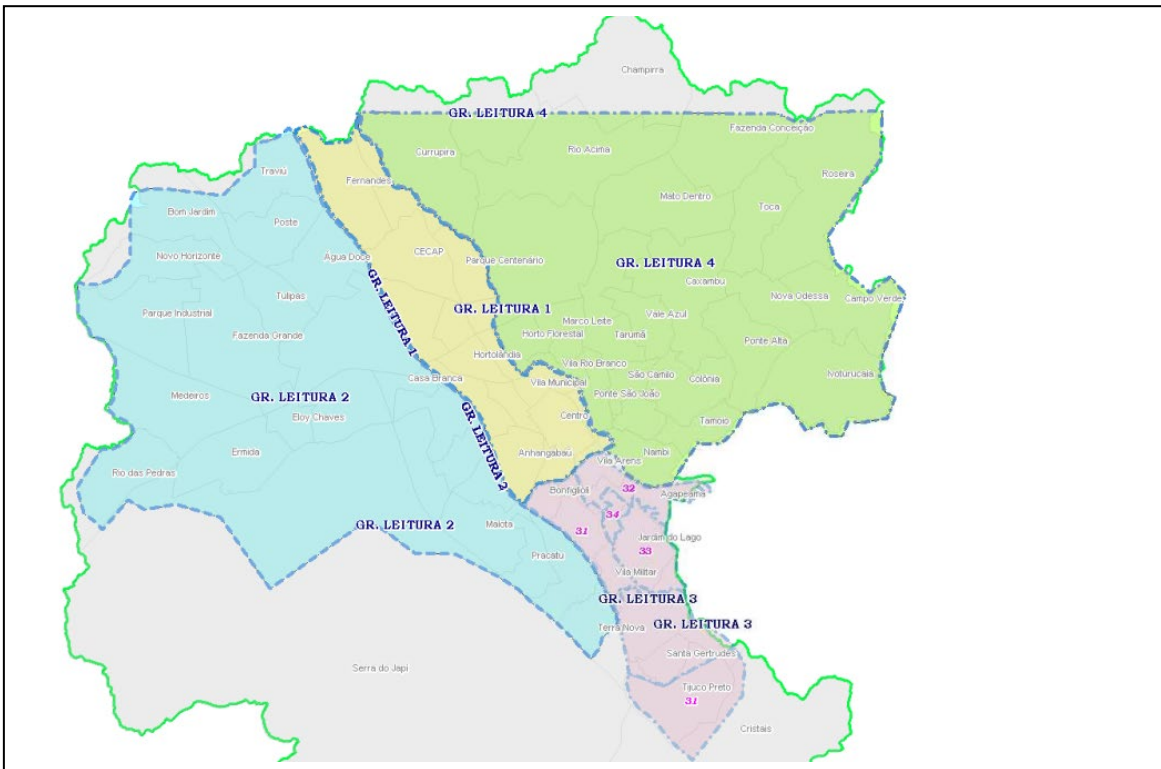 Champirra
GR. LEITURA 4
Fazenda Conceição
Currupira
Rio Acima
Traviú
Roseira
Fernandes
Mato Dentro
Toca
Bom Jardim
Poste
CECAP
Novo Horizonte
Agua Doce
Parque Centenário
GR. LEITURA 4
Caxambu
Tulipas
Nova Odessa
Campo Verde
GR. LEITURA 1
GR. LEITURA 1
Parque Industrial
Vale Azul
Marco Leite
Fazenda Grande
Horto Florestal
Tarumã
Ponte Alta
Hortolândia
Vila Rio Branco
São Camilo
Colônia
Ivoturucaia
Casa Branca
Vila Municipal
Medeiros
GR. LEITURA 2
Ponte São João
Eloy Chaves
Centro
Tamoio
GR. LEITURA 2
Ermida
Anhangabaú
Nambi
Vila Arens
Rio das Pedras
Bonfiglioli
32
Agapeama
34
GR. LEITURA 2
Maiota
31
Jardim do Lago
33
Pracatu
Vila Militar
GR. LEITURA 3
Terra Nova
GR. LEITURA 3
Santa Gertrudes
Serra do Japi
Tijuco Preto
31
Cristais